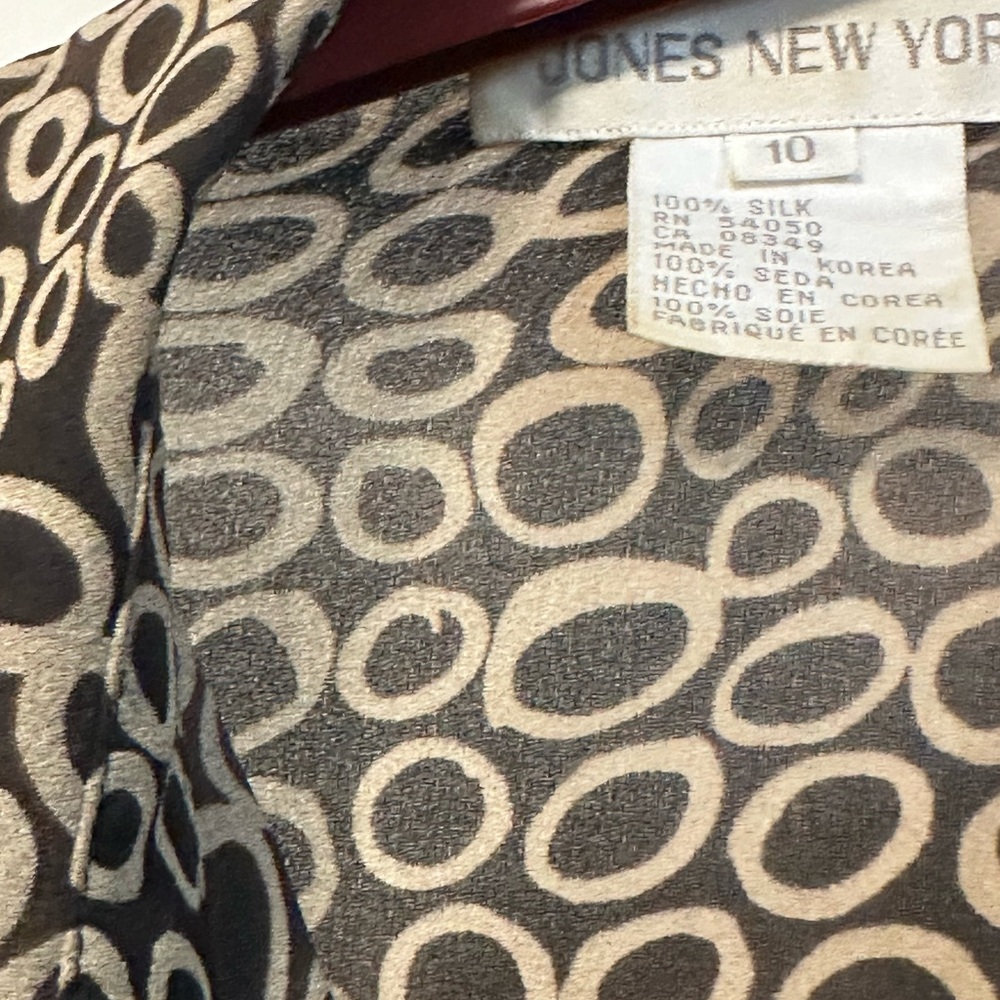 JONES NEW YOR
10
100% SILK
RN 54050
CA 08349
MADE IN KOREA
100% SEDA
HECHO EN COREA
100% SOIE
FABRIQUÉ EN CORÉE